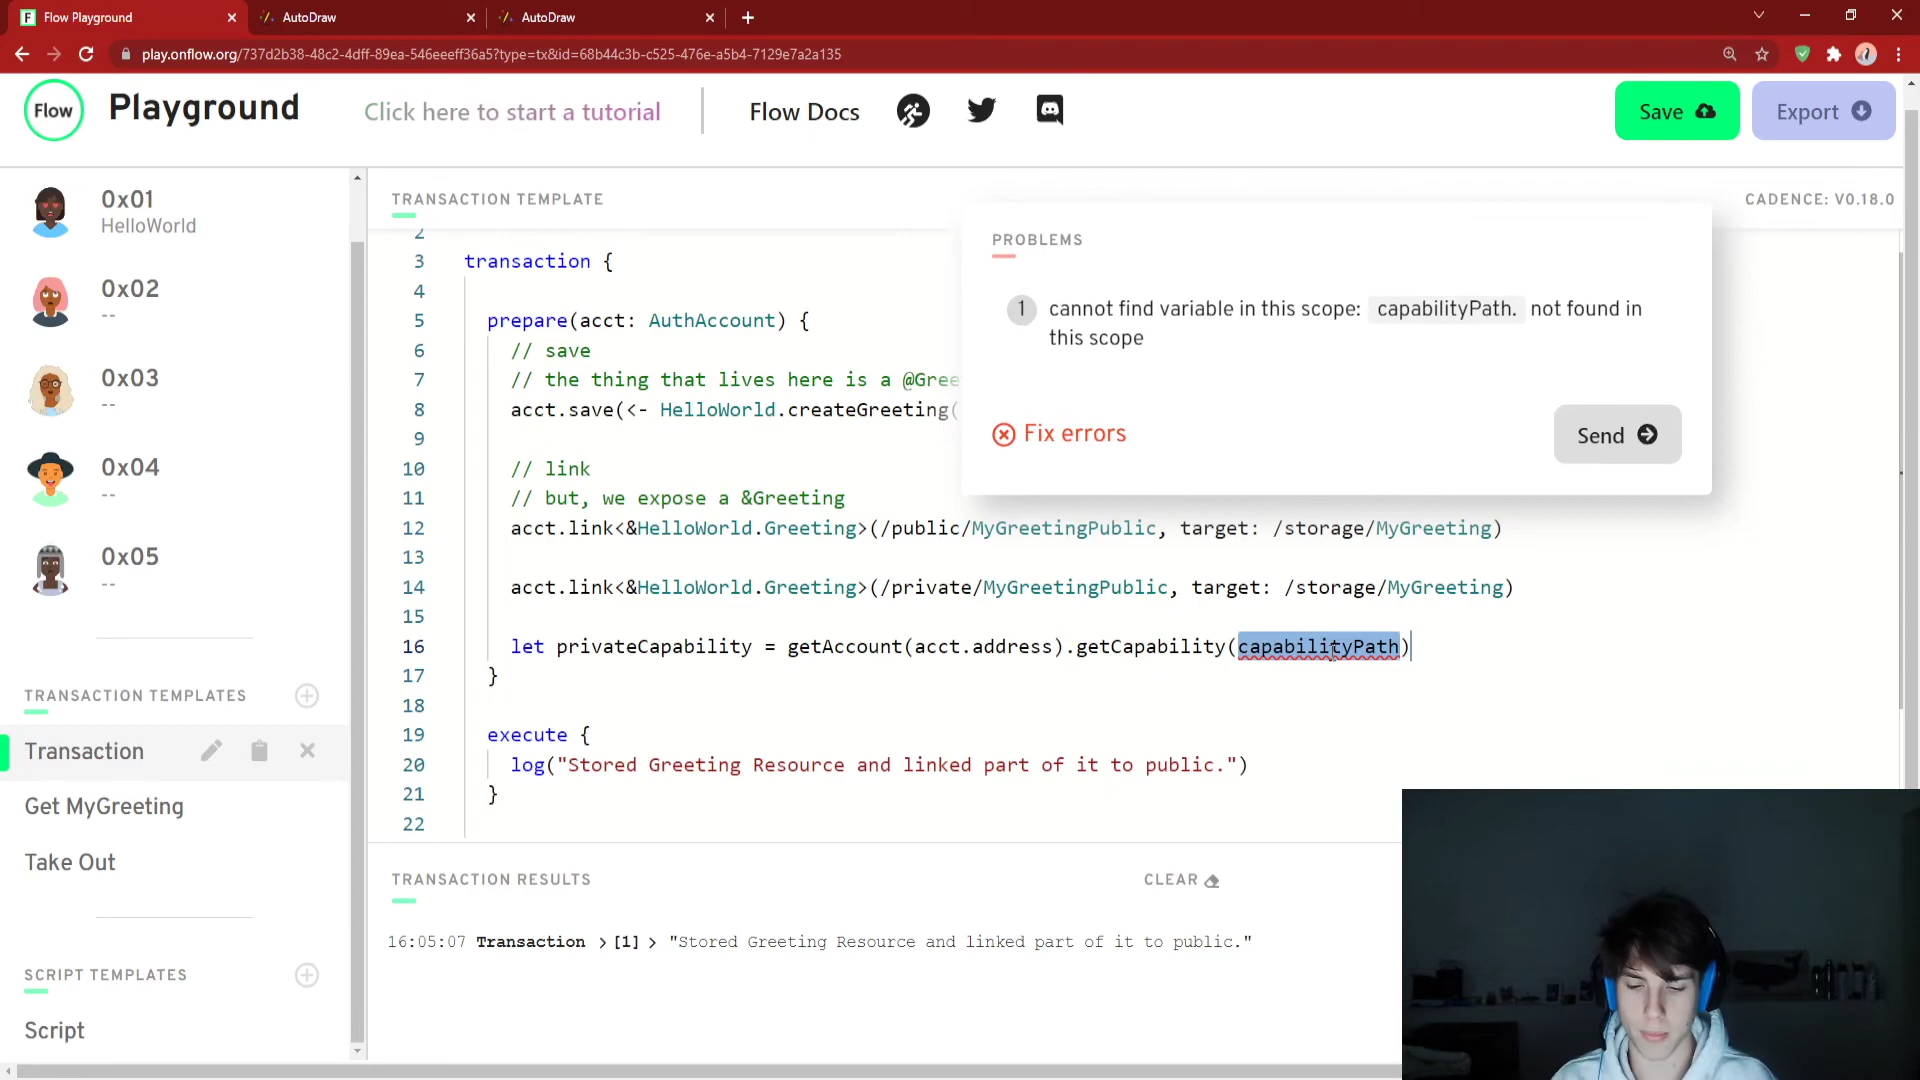 Flow Playground
AutoDraw
AutoDraw
play.onflow.org/737d2b38-48c2-4dff-89ea-546eeeff36a5?type=tx&id=68b44c3b-c525-476e-a5b4-7129e7a2a135
Flow
Playground
Click here to start a tutorial
Flow Docs
Save
Export
0x01
HelloWorld
0x02
--
0x03
--
0x04
--
0x05
--
TRANSACTION TEMPLATES
Transaction
Get MyGreeting
Take Out
SCRIPT TEMPLATES
Script
TRANSACTION TEMPLATE
CADENCE: V0.18.0
2
3 transaction {
4
5 prepare(acct: AuthAccount) {
6 // save
7 // the thing that lives here is a @Gree
8 acct.save(<- HelloWorld.createGreeting(
9
10 // link
11 // but, we expose a &Greeting
12 acct.link<&HelloWorld.Greeting>(/public/MyGreetingPublic, target: /storage/MyGreeting)
13
14 acct.link<&HelloWorld.Greeting>(/private/MyGreetingPublic, target: /storage/MyGreeting)
15
16 let privateCapability = getAccount(acct.address).getCapability(capabilityPath)
17 }
18
19 execute {
20 log("Stored Greeting Resource and linked part of it to public.")
21 }
22
PROBLEMS
1 cannot find variable in this scope: capabilityPath. not found in
this scope
Fix errors
Send
TRANSACTION RESULTS
CLEAR
16:05:07 Transaction > [1] > "Stored Greeting Resource and linked part of it to public."